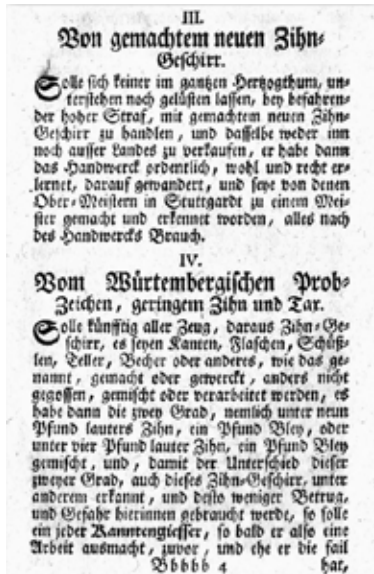 III.
Von gemachtem neuen Zihn-
Geschirr.
Solle sich keiner im gantzen Hertzogthum, un-
terstehen noch gelüsten lassen, bey befahren-
der hoher Straf, mit gemachtem neuen Zihn-
Geschirr zu handlen, und dasselbe weder inn
noch ausser Landes zu verkaufen, er habe dann
das Handwerck ordentlich, wohl und recht er-
lernet, darauf gewandert, und seye von denen
Ober-Meistern in Stuttgardt zu einem Mei-
ster gemacht und erkennet worden, alles nach
des Handwercks Brauch.
IV.
Vom Würtembergischen Prob-
Zeichen, geringem Zihn und Tax.
Solle künfftig aller Zeug, daraus Zihn-Ge-
schirr, es seyen Kanten, Flaschen, Schüß-
len, Teller, Becher oder anderes, wie das ge-
nannt, gemacht oder gewerckt, anders nicht
gegossen, gemischt oder verarbeitet werden, es
habe dann die zwey Grad, nemlich unter neun
Pfund lauters Zihn, ein Pfund Bley, oder
unter vier Pfund lauter Zihn, ein Pfund Bley
gemischt, und, damit der Unterschied dieser
zweyer Grad, auch dieses Zihn-Geschirr, unter
anderem erkannt, und desto weniger Betrug,
und Gefahr hierinnen gebraucht werde, so solle
ein jeder Kanntengiesser, so bald er also eine
Arbeit ausmacht, zuvor, und ehe er die fail
Bbbbb 4 hat,